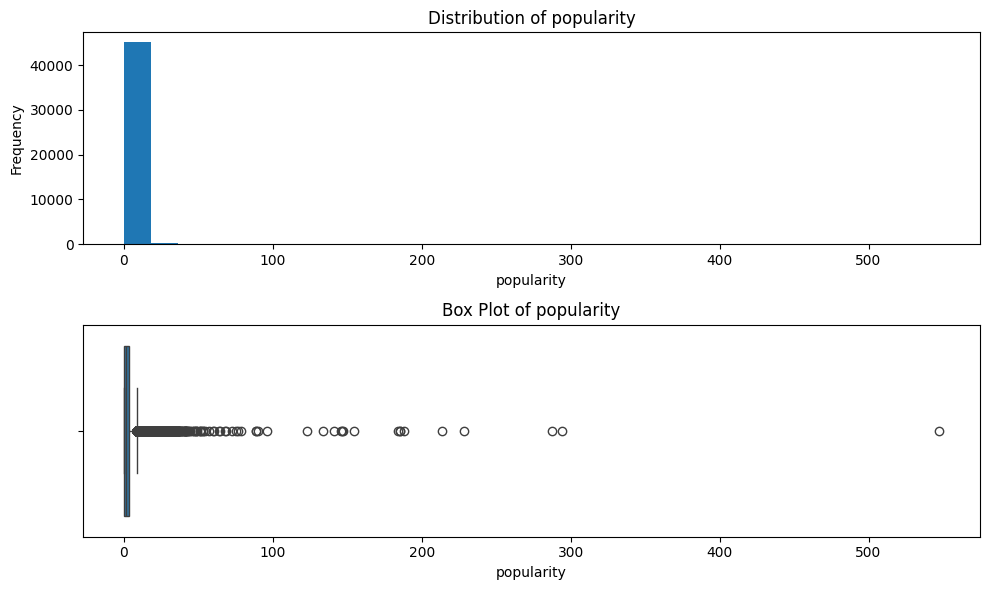 Distribution of popularity
Frequency
40000
30000
20000
10000
0
0 100 200 300 400 500
popularity
Box Plot of popularity
0 100 200 300 400 500
popularity